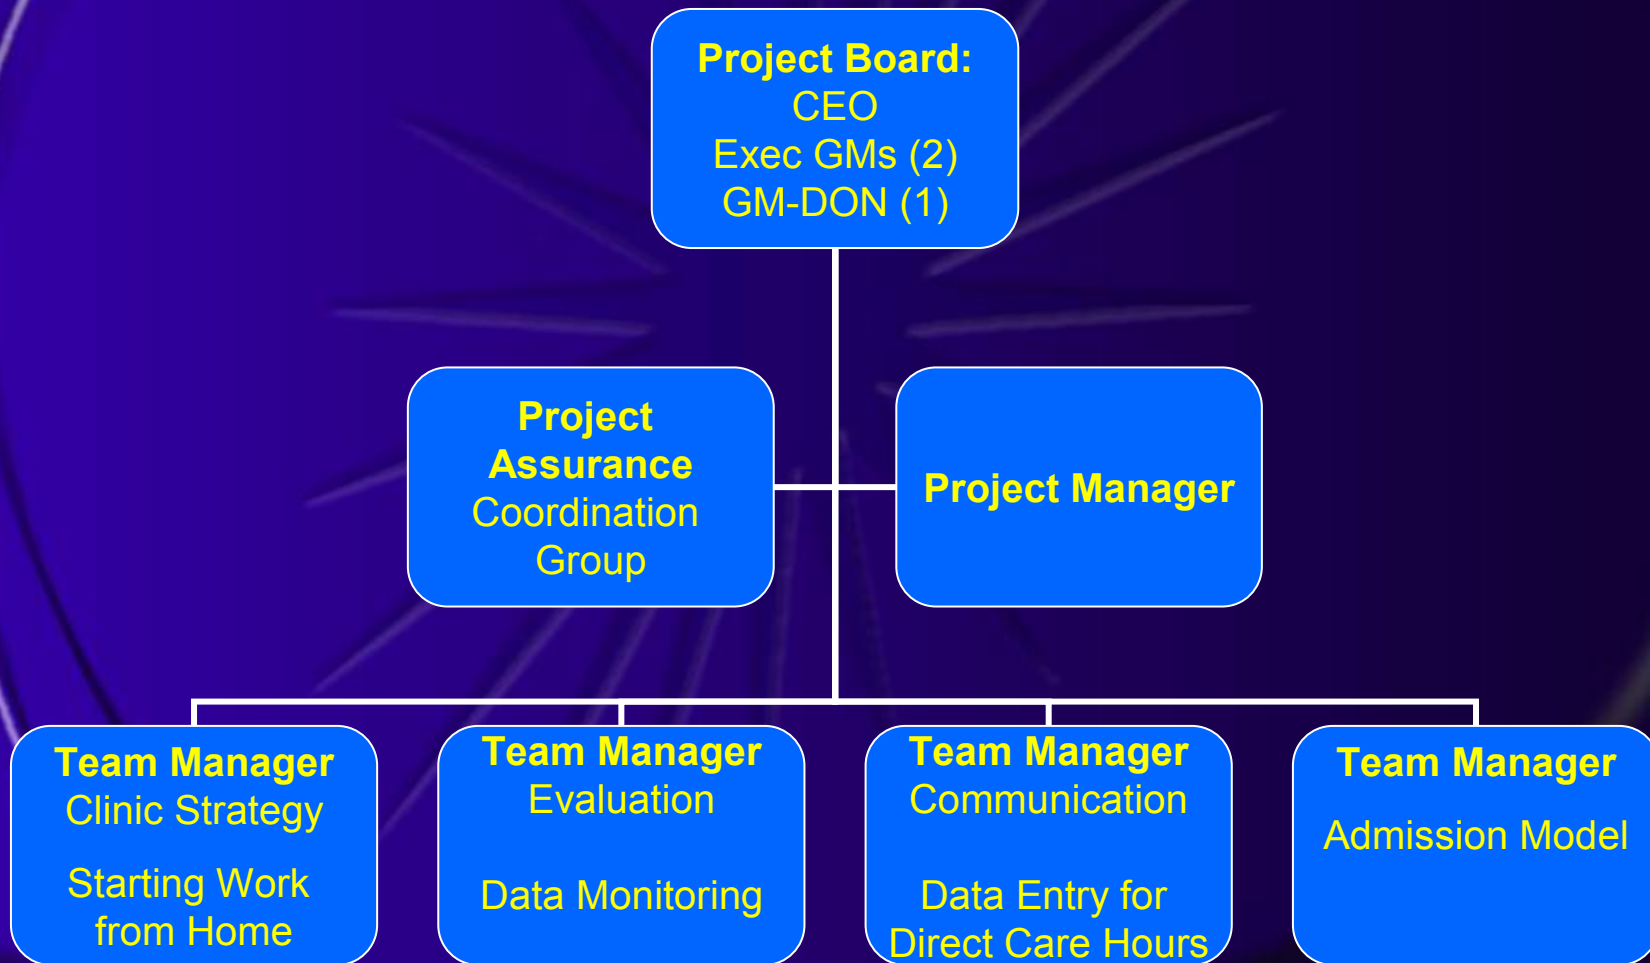 Project Board:
CEO
Exec GMs (2)
GM-DON (1)
Project
Assurance
Coordination
Group
Project Manager
Team Manager
Clinic Strategy
Starting Work
from Home
Team Manager
Evaluation
Data Monitoring
Team Manager
Communication
Data Entry for
Direct Care Hours
Team Manager
Admission Model